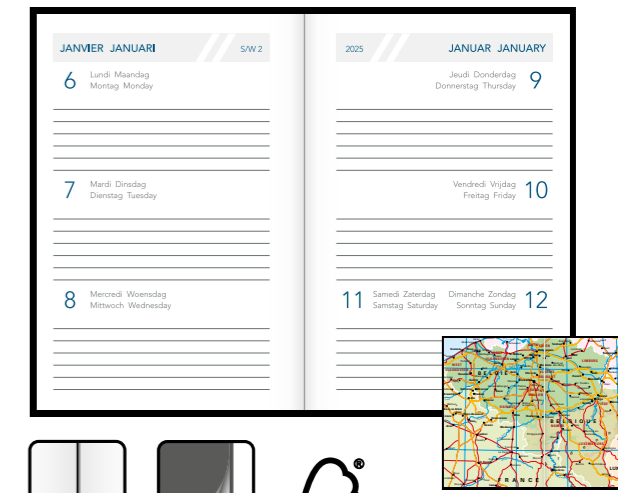 JANVIER JANUARI S/W 2
6 Lundi Maandag
Montag Monday
7 Mardi Dinsdag
Dienstag Tuesday
8 Mercredi Woensdag
Mittwoch Wednesday
2025 JANUAR JANUARY
Jeudi Donderdag 9
Donnerstag Thursday
Vendredi Vrijdag 10
Freitag Friday
11 Samedi Zaterdag Dimanche Zondag 12
Samstag Saturday Sonntag Sunday
BELGIË
BELGIQUE
FRANCE
®